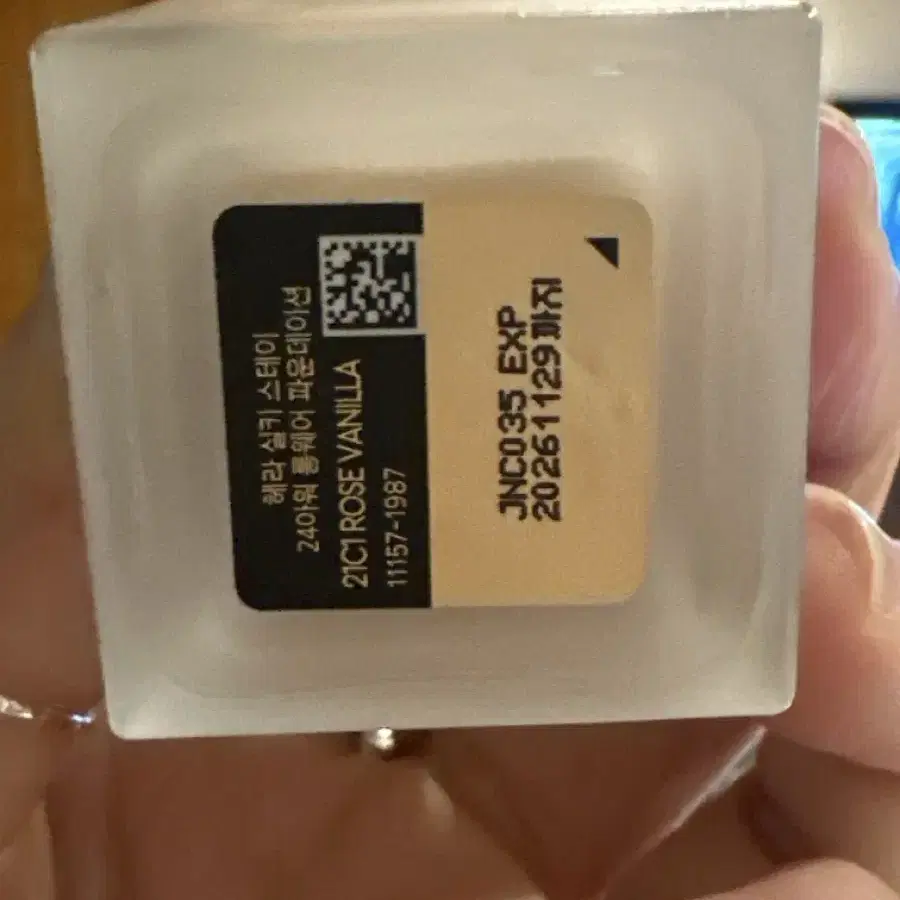 헤라 실키 스테이
24아워 롱웨어 파운데이션
21C1 ROSE VANILLA
11157-1987
JNC035 EXP
20261129까지